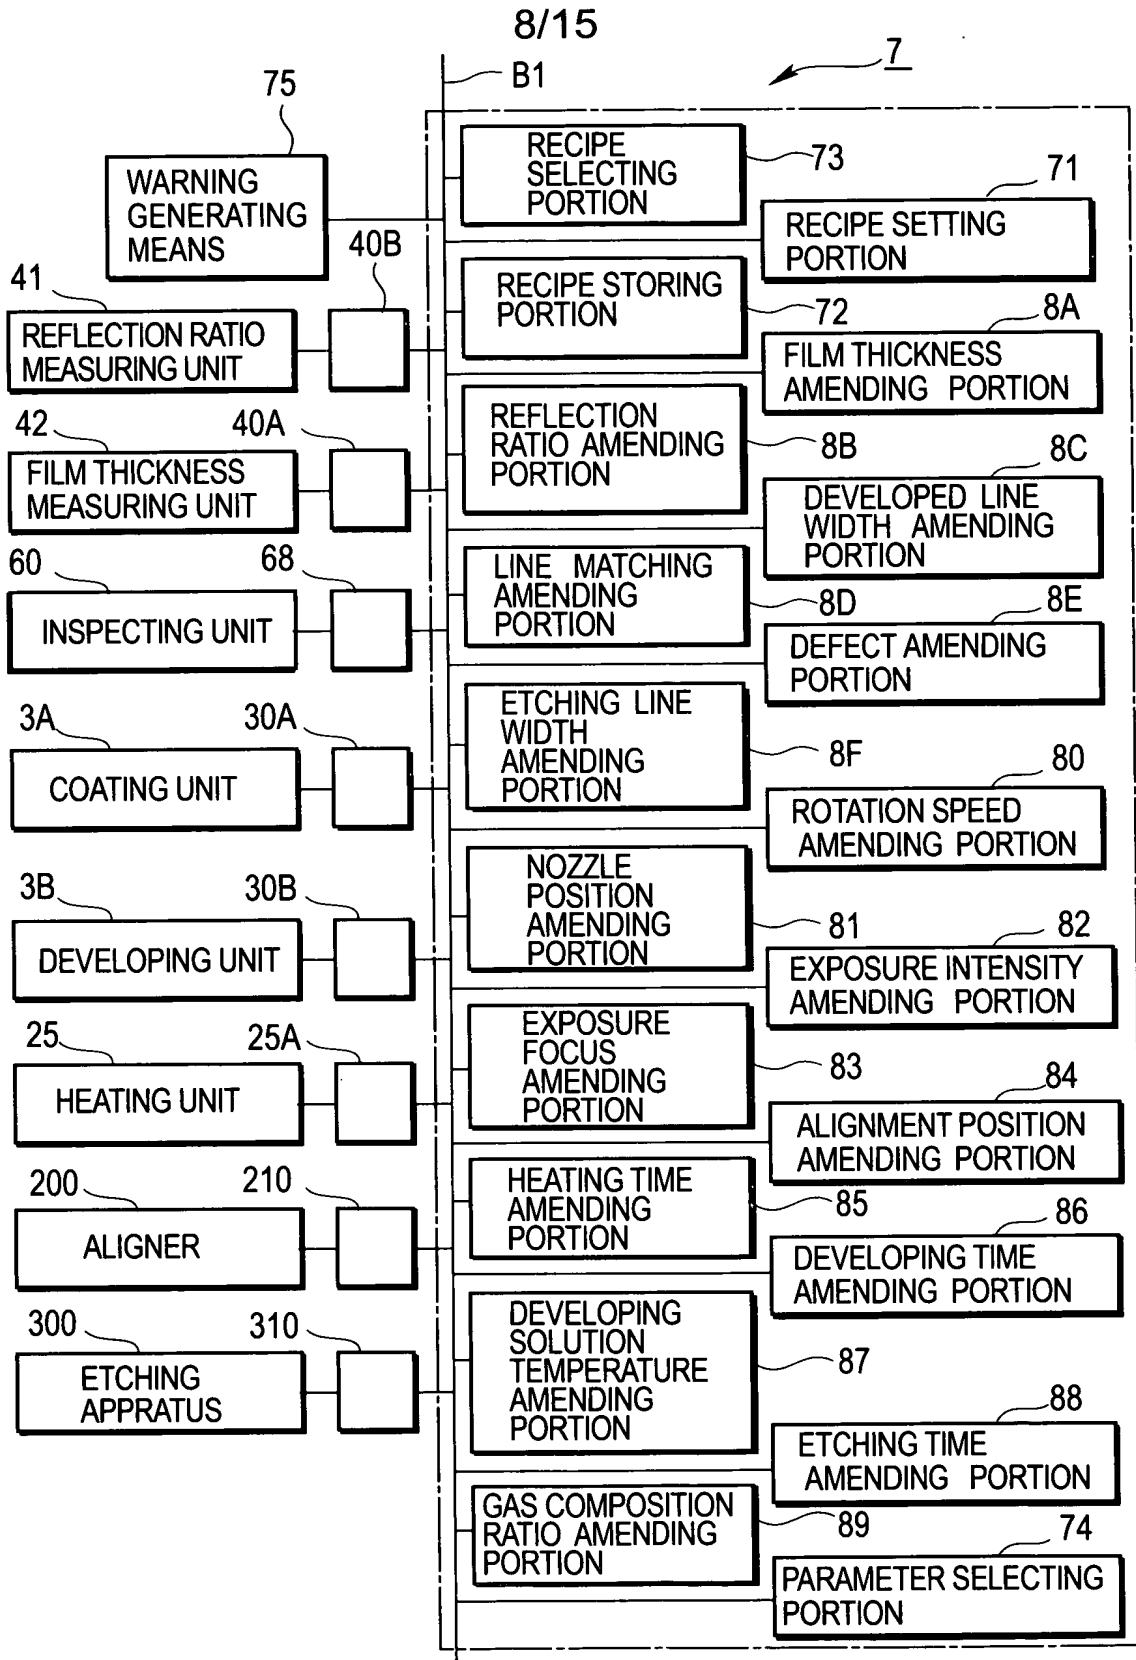 8/15
B1
7
75
WARNING
GENERATING
MEANS
RECIPE
SELECTING
PORTION
73
71
RECIPE SETTING
PORTION
41
REFLECTION RATIO
MEASURING UNIT
40B
RECIPE STORING
PORTION
72
8A
FILM THICKNESS
AMENDING PORTION
42
FILM THICKNESS
MEASURING UNIT
40A
REFLECTION
RATIO AMENDING
PORTION
8B
8C
DEVELOPED LINE
WIDTH AMENDING
PORTION
60
INSPECTING UNIT
68
LINE MATCHING
AMENDING
PORTION
8D
8E
DEFECT AMENDING
PORTION
3A
COATING UNIT
30A
ETCHING LINE
WIDTH
AMENDING
PORTION
8F
80
ROTATION SPEED
AMENDING PORTION
3B
DEVELOPING UNIT
30B
NOZZLE
POSITION
AMENDING
PORTION
81
82
EXPOSURE INTENSITY
AMENDING PORTION
25
HEATING UNIT
25A
EXPOSURE
FOCUS
AMENDING
PORTION
83
84
ALIGNMENT POSITION
AMENDING PORTION
200
ALIGNER
210
HEATING TIME
AMENDING
PORTION
85
86
DEVELOPING TIME
AMENDING PORTION
300
ETCHING
APPRATUS
310
DEVELOPING
SOLUTION
TEMPERATURE
AMENDING
PORTION
87
88
ETCHING TIME
AMENDING PORTION
GAS COMPOSITION
RATIO AMENDING
PORTION
89
74
PARAMETER SELECTING
PORTION